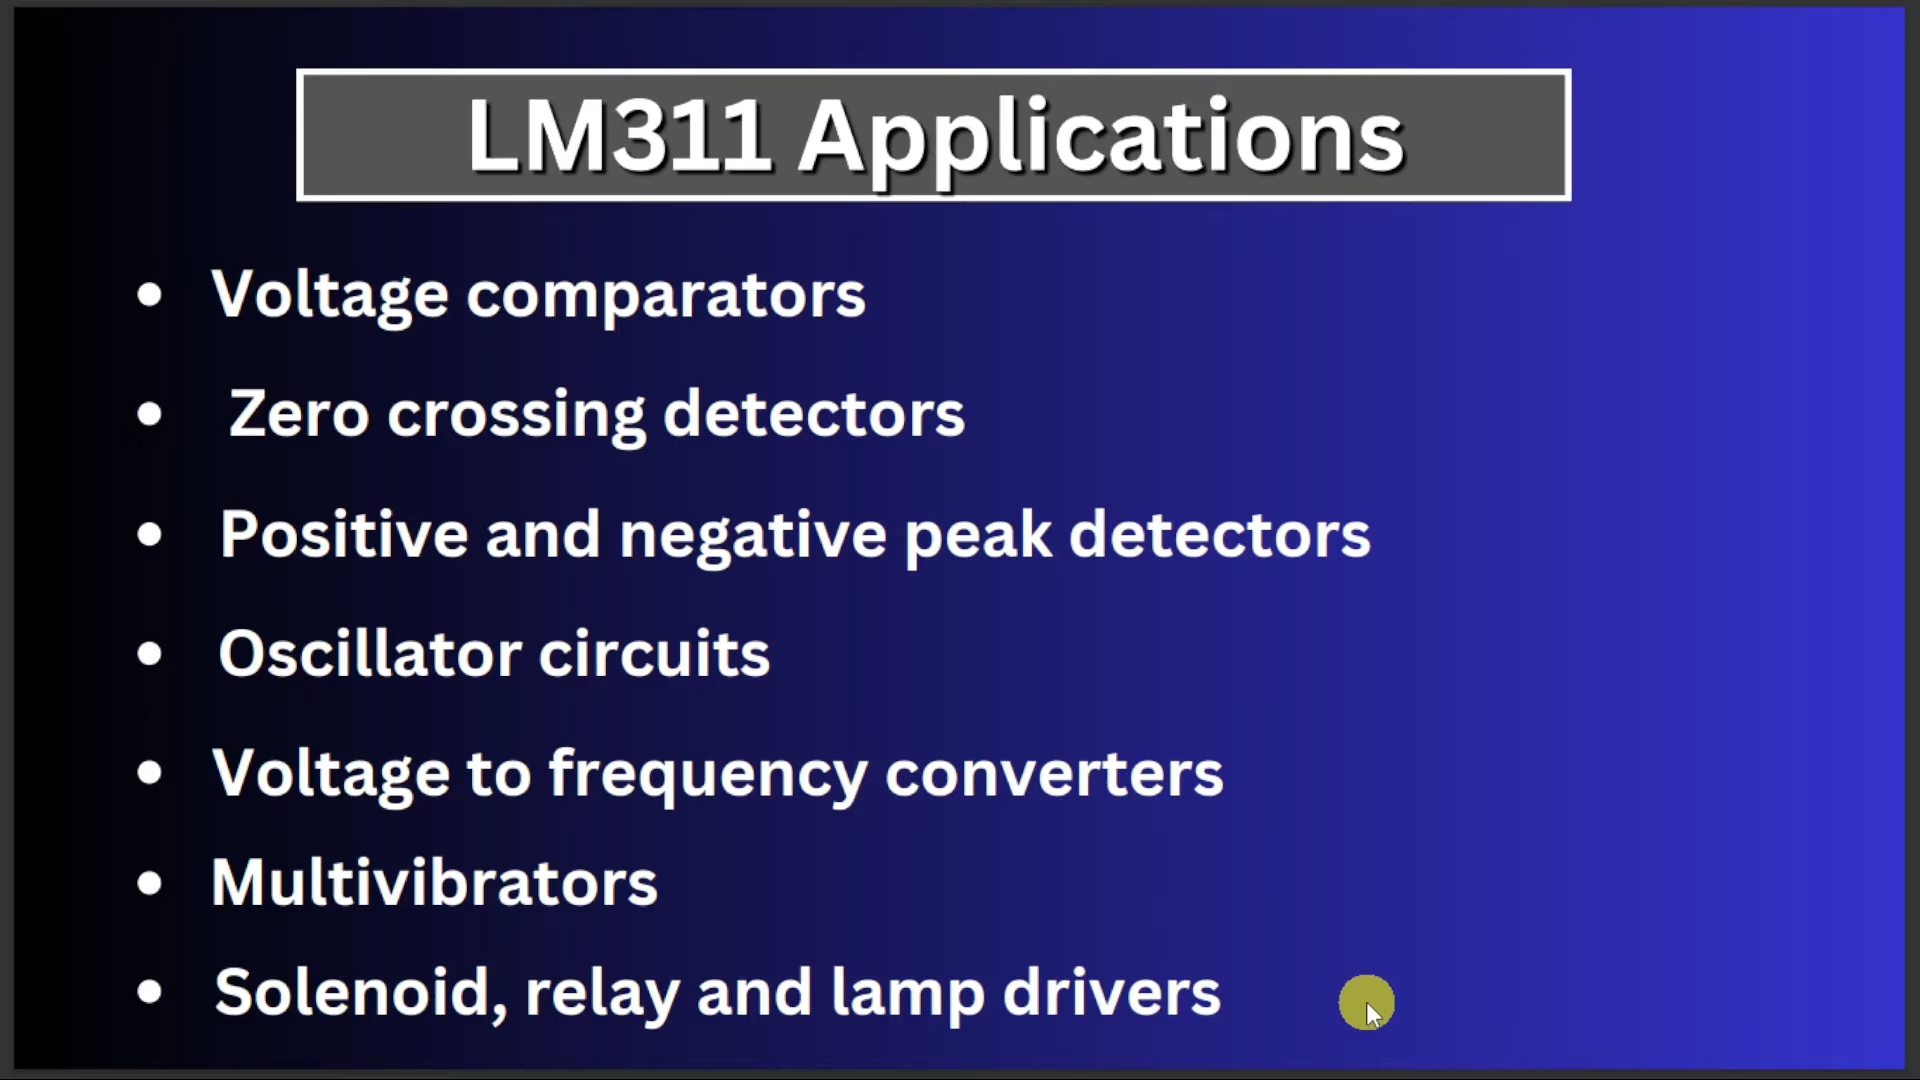 LM311 Applications
• Voltage comparators
• Zero crossing detectors
• Positive and negative peak detectors
• Oscillator circuits
• Voltage to frequency converters
• Multivibrators
• Solenoid, relay and lamp drivers